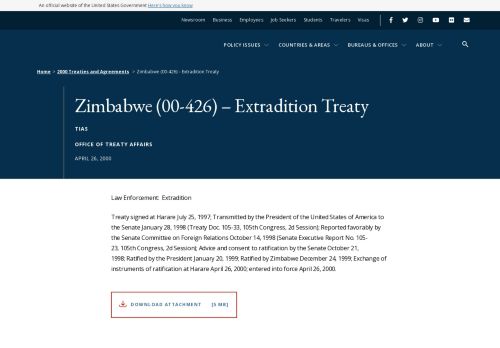 An official website of the United States Government Here's how you know
Newsroom Business Employees Job Seekers Students Travelers Visas
POLICY ISSUES COUNTRIES & AREAS BUREAUS & OFFICES ABOUT
Home > 2000 Treaties and Agreements > Zimbabwe (00-426) – Extradition Treaty
Zimbabwe (00-426) – Extradition Treaty
TIAS
OFFICE OF TREATY AFFAIRS
APRIL 26, 2000
Law Enforcement: Extradition
Treaty signed at Harare July 25, 1997; Transmitted by the President of the United States of America to
the Senate January 28, 1998 (Treaty Doc. 105-33, 105th Congress, 2d Session); Reported favorably by
the Senate Committee on Foreign Relations October 14, 1998 (Senate Executive Report No. 105-
23, 105th Congress, 2d Session); Advice and consent to ratification by the Senate October 21,
1998; Ratified by the President January 20, 1999; Ratified by Zimbabwe December 24, 1999; Exchange of
instruments of ratification at Harare April 26, 2000; entered into force April 26, 2000.
DOWNLOAD ATTACHMENT [5 MB]